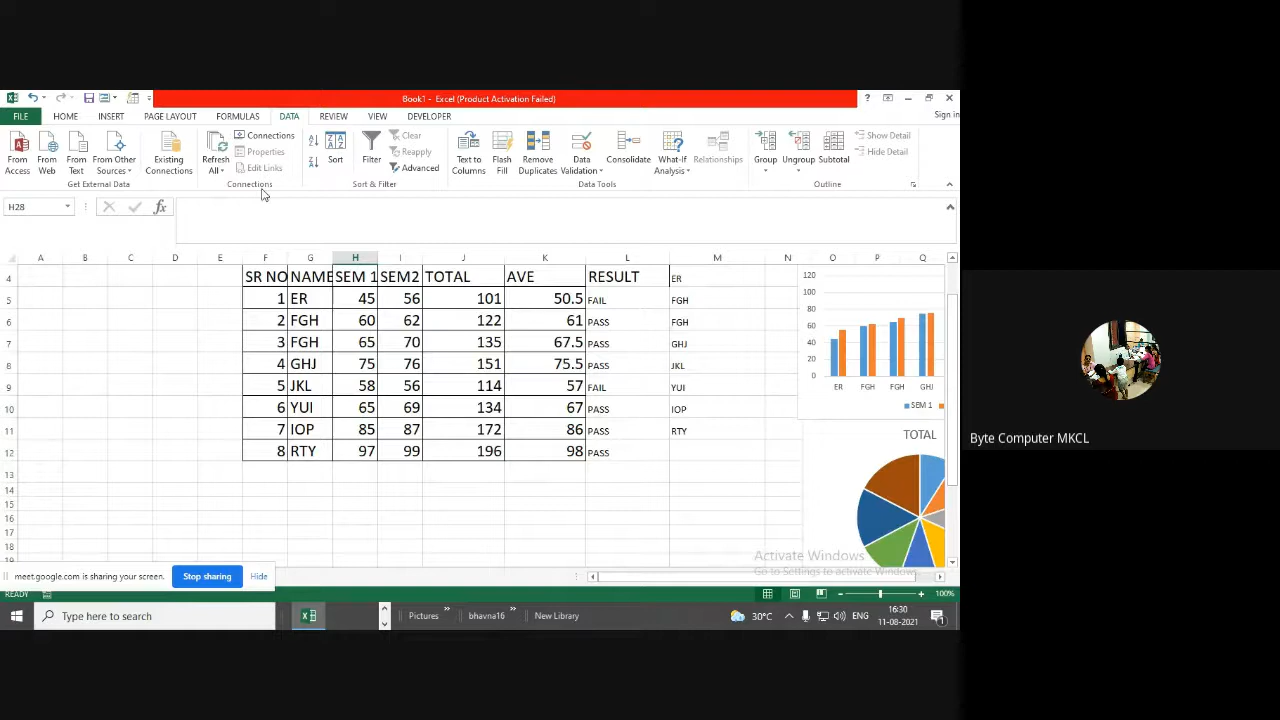 Book1 - Excel (Product Activation Failed)
FILE HOME INSERT PAGE LAYOUT FORMULAS DATA REVIEW VIEW DEVELOPER Sign in
From Access
From Web
From Text
From Other Sources
Get External Data
Existing Connections
Refresh All
Connections
Properties
Edit Links
Connections
Sort
Filter
Clear
Reapply
Advanced
Sort & Filter
Text to Columns
Flash Fill
Remove Duplicates
Data Validation
Consolidate
What-If Analysis
Relationships
Data Tools
Group
Ungroup
Subtotal
Show Detail
Hide Detail
Outline
H28 fx
A B C D E F G H I J K L M N O P Q
4 SR NO NAME SEM 1 SEM2 TOTAL AVE RESULT ER
5 1 ER 45 56 101 50.5 FAIL FGH
6 2 FGH 60 62 122 61 PASS FGH
7 3 FGH 65 70 135 67.5 PASS GHJ
8 4 GHJ 75 76 151 75.5 PASS JKL
9 5 JKL 58 56 114 57 FAIL YUI
10 6 YUI 65 69 134 67 PASS IOP
11 7 IOP 85 87 172 86 PASS RTY
12 8 RTY 97 99 196 98 PASS
13
14
15
16
17
18
19
120
100
80
60
40
20
0
ER FGH FGH GHJ
SEM 1
TOTAL
Byte Computer MKCL
Activate Windows
Go to Settings to activate Windows.
meet.google.com is sharing your screen. Stop sharing Hide
READY 100%
Type here to search Pictures » bhavna16 » New Library 30°C ENG 16:30
11-08-2021 1